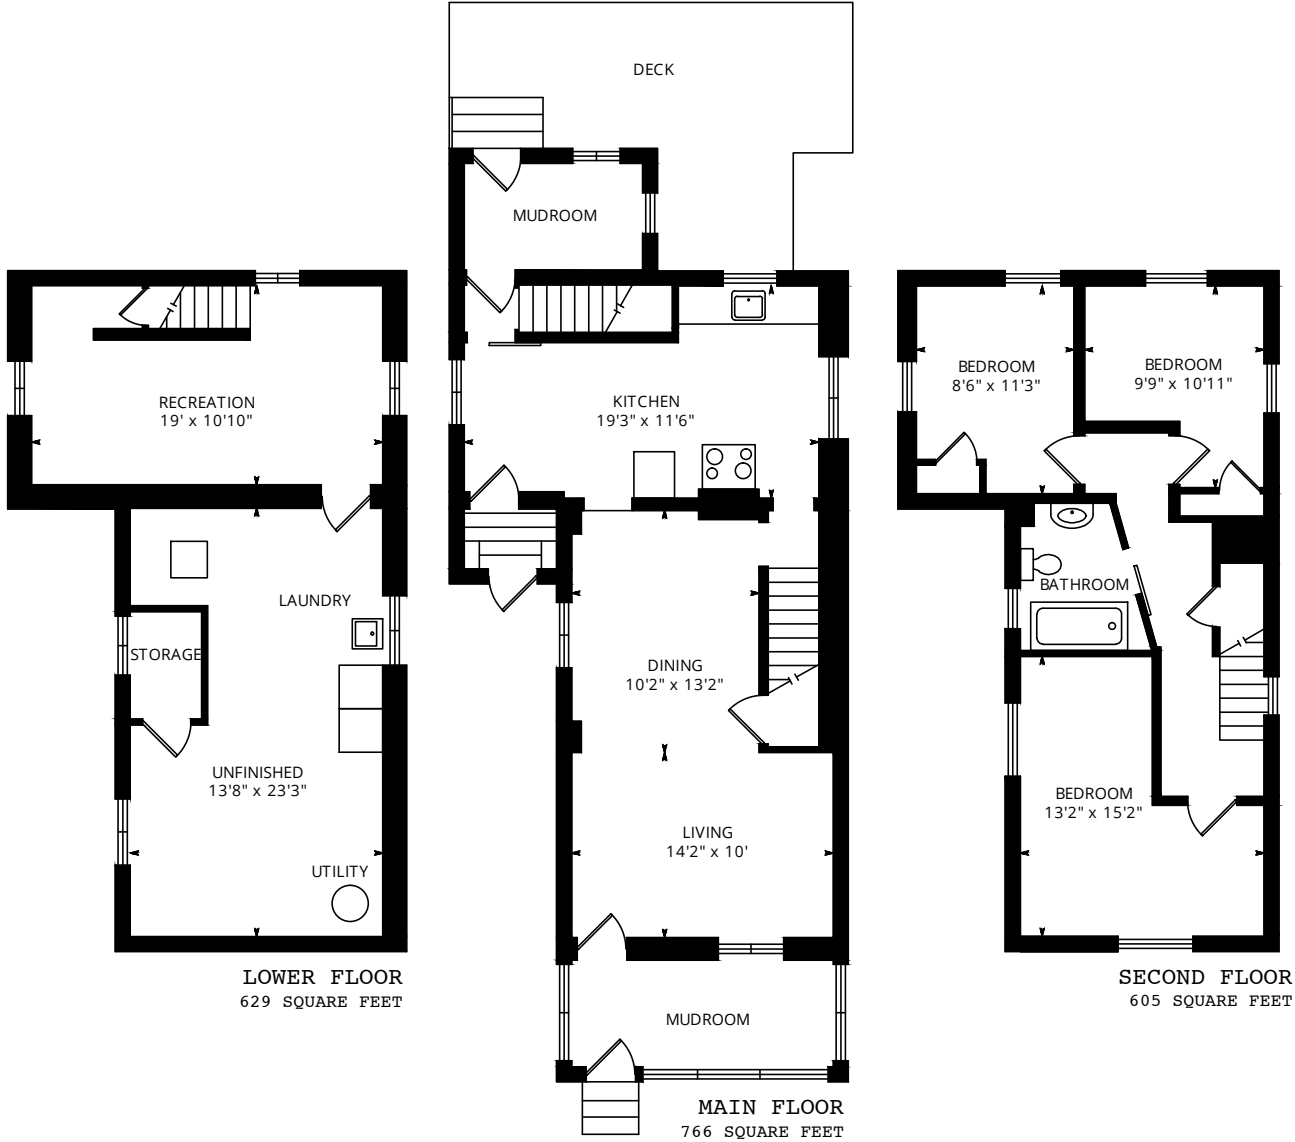 RECREATION
19' x 10'10"
LAUNDRY
STORAGE
UNFINISHED
13'8" x 23'3"
UTILITY
LOWER FLOOR
629 SQUARE FEET
DECK
MUDROOM
KITCHEN
19'3" x 11'6"
DINING
10'2" x 13'2"
LIVING
14'2" x 10'
MUDROOM
MAIN FLOOR
766 SQUARE FEET
BEDROOM
8'6" x 11'3"
BEDROOM
9'9" x 10'11"
BATHROOM
BEDROOM
13'2" x 15'2"
SECOND FLOOR
605 SQUARE FEET